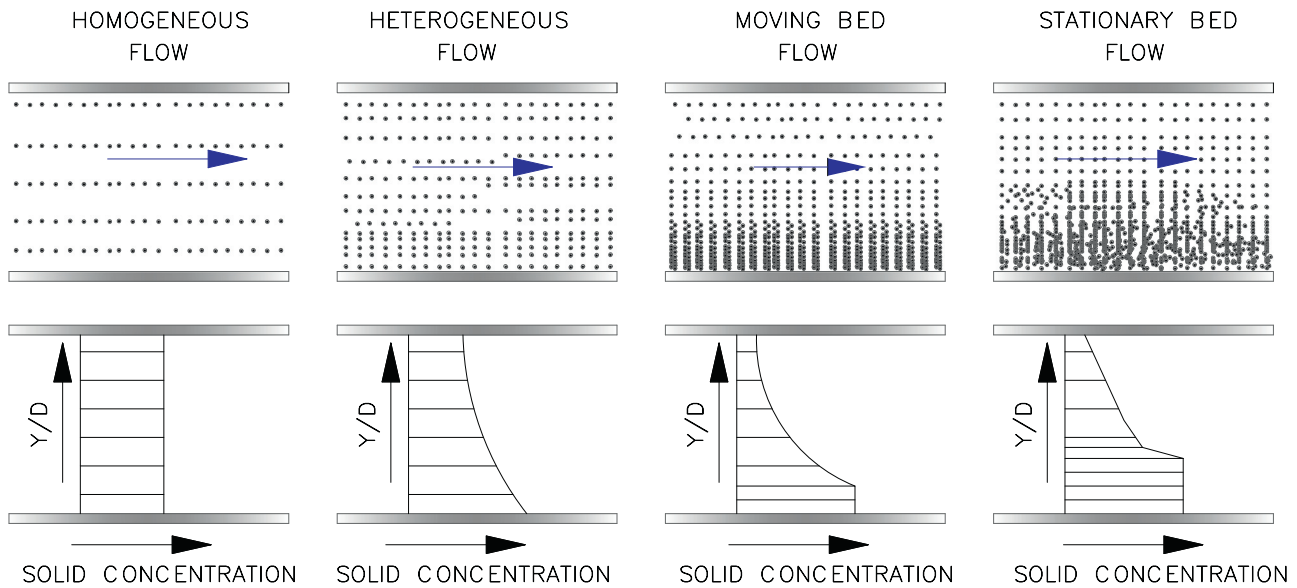 HOMOGENEOUS
FLOW
HETEROGENEOUS
FLOW
MOVING BED
FLOW
STATIONARY BED
FLOW
Y/D
Y/D
Y/D
Y/D
SOLID CONCENTRATION
SOLID CONCENTRATION
SOLID CONCENTRATION
SOLID CONCENTRATION